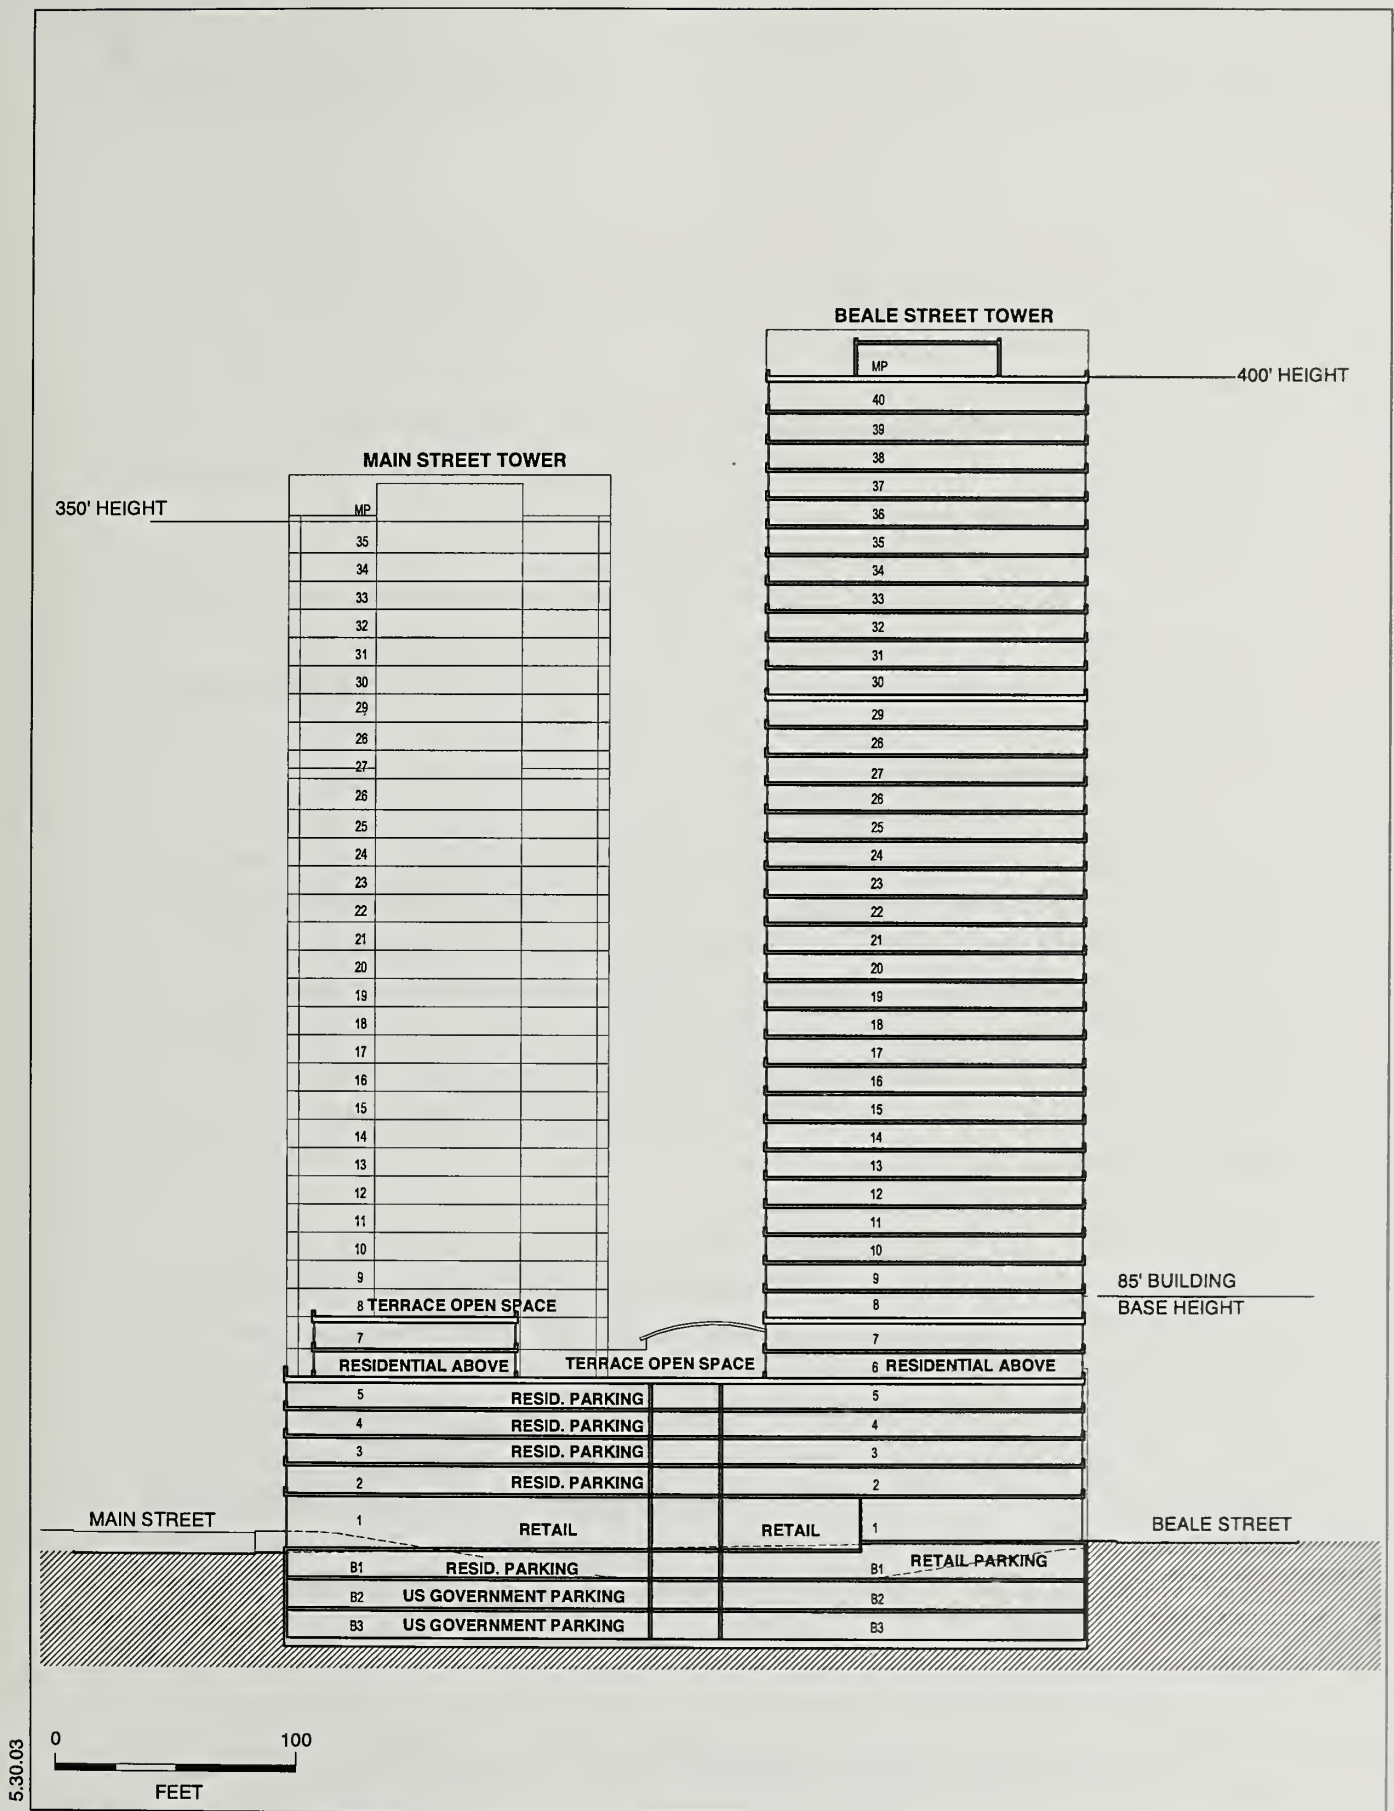 BEALE STREET TOWER
MP
400' HEIGHT
40
39
38
37
36
35
34
33
32
31
30
29
26
27
26
25
24
23
22
21
20
19
18
17
16
15
14
13
12
11
10
9
8
7
6 RESIDENTIAL ABOVE
85' BUILDING
BASE HEIGHT
MAIN STREET TOWER
350' HEIGHT
MP
35
34
33
32
31
30
29
26
27
26
25
24
23
22
21
20
19
18
17
16
15
14
13
12
11
10
9
8 TERRACE OPEN SPACE
7
RESIDENTIAL ABOVE
TERRACE OPEN SPACE
5 RESID. PARKING 5
4 RESID. PARKING 4
3 RESID. PARKING 3
2 RESID. PARKING 2
MAIN STREET
1 RETAIL RETAIL 1
BEALE STREET
B1 RESID. PARKING B1 RETAIL PARKING
B2 US GOVERNMENT PARKING B2
B3 US GOVERNMENT PARKING B3
0 100
FEET
5.30.03